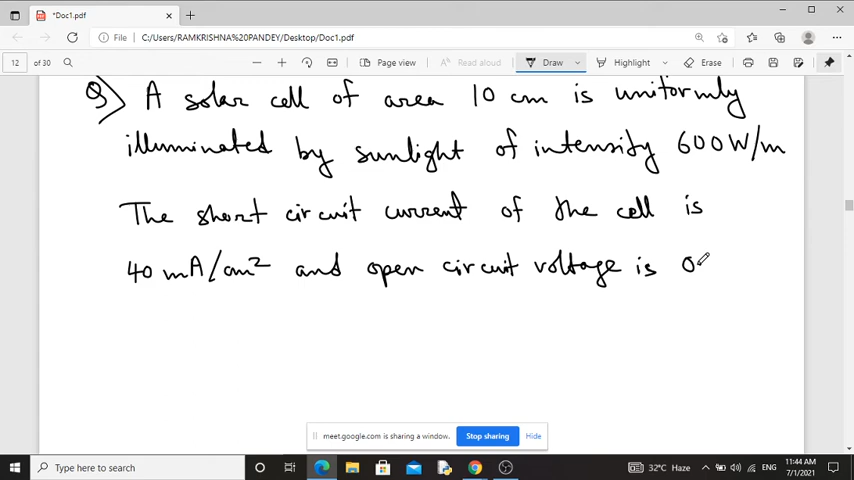 *Doc1.pdf
File C:/Users/RAMKRISHNA%20PANDEY/Desktop/Doc1.pdf
12 of 30 Page view Read aloud Draw Highlight Erase
Q) A solar cell of area 10 cm is uniformly
illuminated by sunlight of intensity 600W/m
The short circuit current of the cell is
40 mA/cm² and open circuit voltage is 0
meet.google.com is sharing a window. Stop sharing Hide
Type here to search 32°C Haze ENG 11:44 AM
7/1/2021